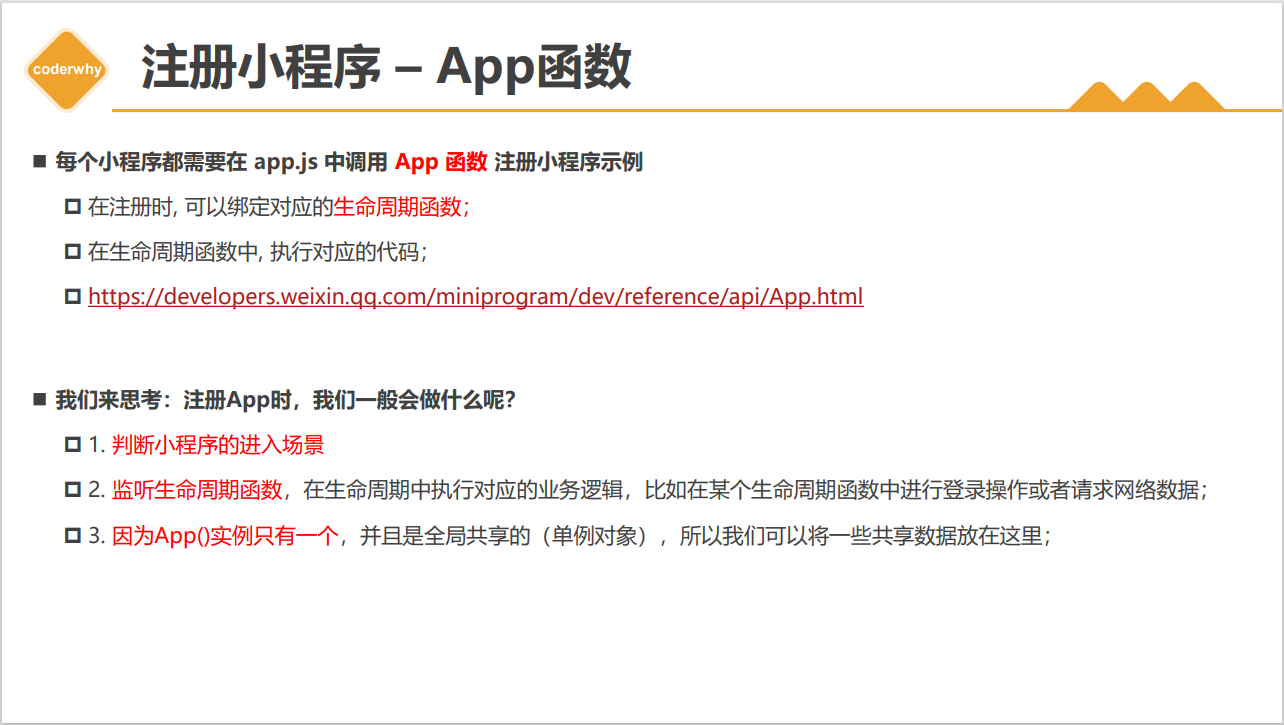 coderwhy
注册小程序 – App函数
每个小程序都需要在 app.js 中调用 App 函数 注册小程序示例
在注册时, 可以绑定对应的生命周期函数;
在生命周期函数中, 执行对应的代码;
https://developers.weixin.qq.com/miniprogram/dev/reference/api/App.html
我们来思考：注册App时，我们一般会做什么呢？
1. 判断小程序的进入场景
2. 监听生命周期函数，在生命周期中执行对应的业务逻辑，比如在某个生命周期函数中进行登录操作或者请求网络数据；
3. 因为App()实例只有一个，并且是全局共享的（单例对象），所以我们可以将一些共享数据放在这里；